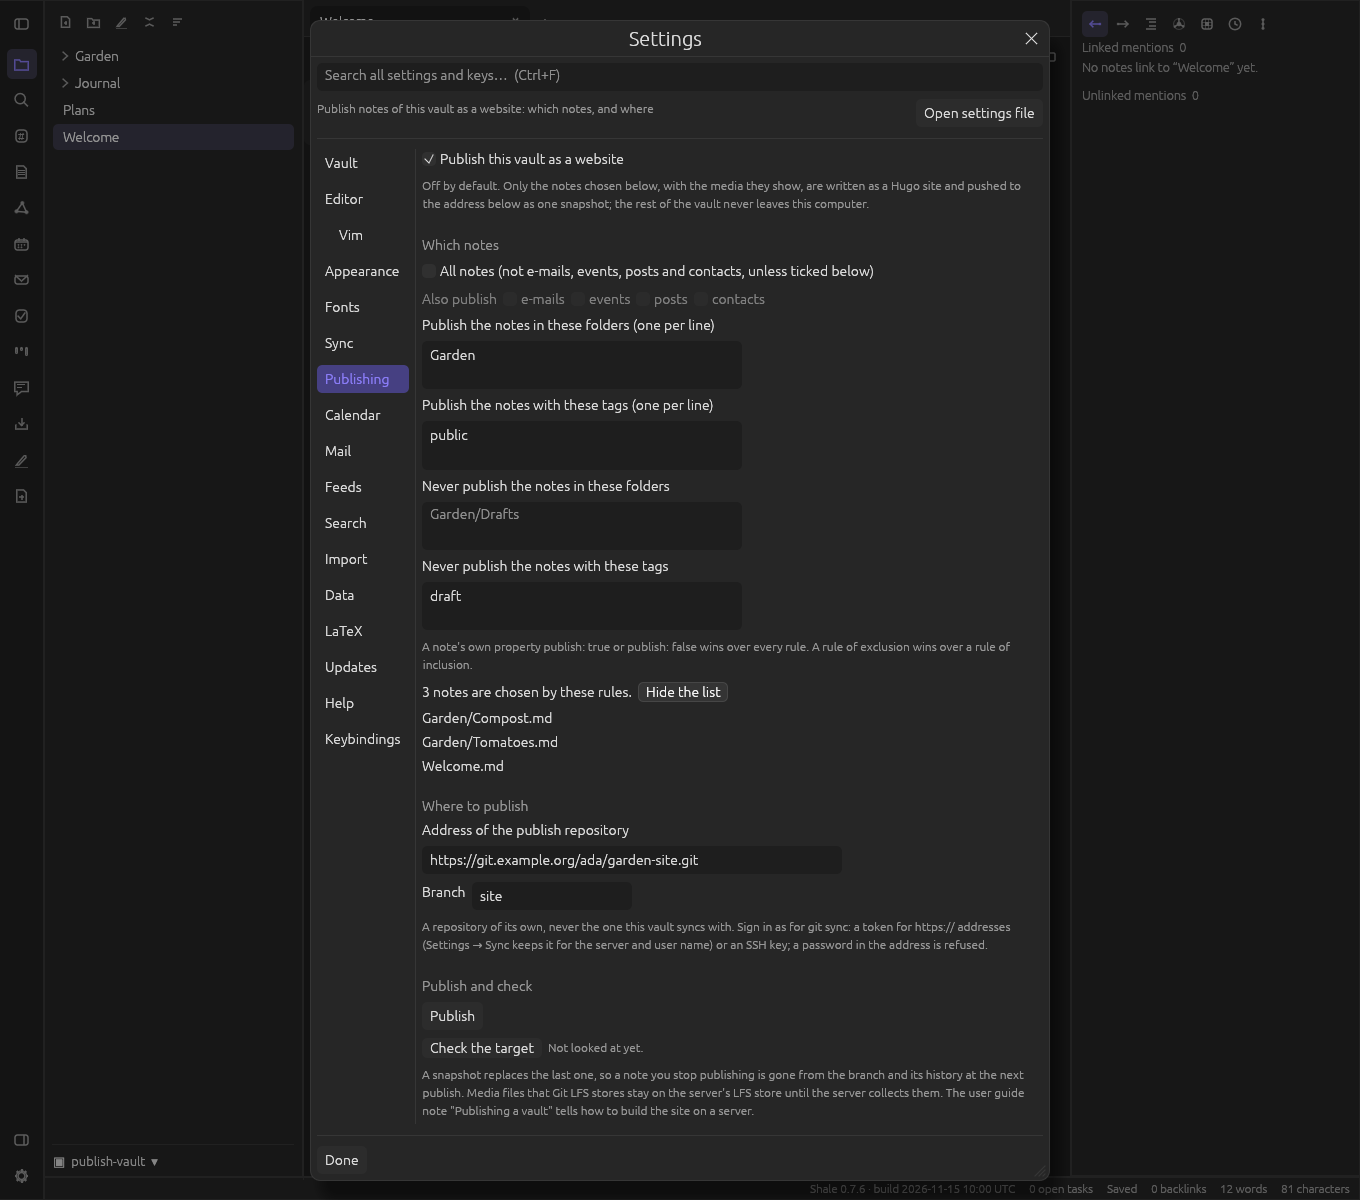 Welcome
Settings
Search all settings and keys… (Ctrl+F)
Publish notes of this vault as a website: which notes, and where
Open settings file
Garden
Journal
Plans
Welcome
publish-vault
Vault
Editor
Vim
Appearance
Fonts
Sync
Publishing
Calendar
Mail
Feeds
Search
Import
Data
LaTeX
Updates
Help
Keybindings
Publish this vault as a website
Off by default. Only the notes chosen below, with the media they show, are written as a Hugo site and pushed to
the address below as one snapshot; the rest of the vault never leaves this computer.
Which notes
All notes (not e-mails, events, posts and contacts, unless ticked below)
Also publish e-mails events posts contacts
Publish the notes in these folders (one per line)
Garden
Publish the notes with these tags (one per line)
public
Never publish the notes in these folders
Garden/Drafts
Never publish the notes with these tags
draft
A note's own property publish: true or publish: false wins over every rule. A rule of exclusion wins over a rule of
inclusion.
3 notes are chosen by these rules. Hide the list
Garden/Compost.md
Garden/Tomatoes.md
Welcome.md
Where to publish
Address of the publish repository
https://git.example.org/ada/garden-site.git
Branch site
A repository of its own, never the one this vault syncs with. Sign in as for git sync: a token for https:// addresses
(Settings → Sync keeps it for the server and user name) or an SSH key; a password in the address is refused.
Publish and check
Publish
Check the target Not looked at yet.
A snapshot replaces the last one, so a note you stop publishing is gone from the branch and its history at the next
publish. Media files that Git LFS stores stay on the server's LFS store until the server collects them. The user guide
note "Publishing a vault" tells how to build the site on a server.
Done
Linked mentions 0
No notes link to “Welcome” yet.
Unlinked mentions 0
Shale 0.7.6 · build 2026-11-15 10:00 UTC 0 open tasks Saved 0 backlinks 12 words 81 characters